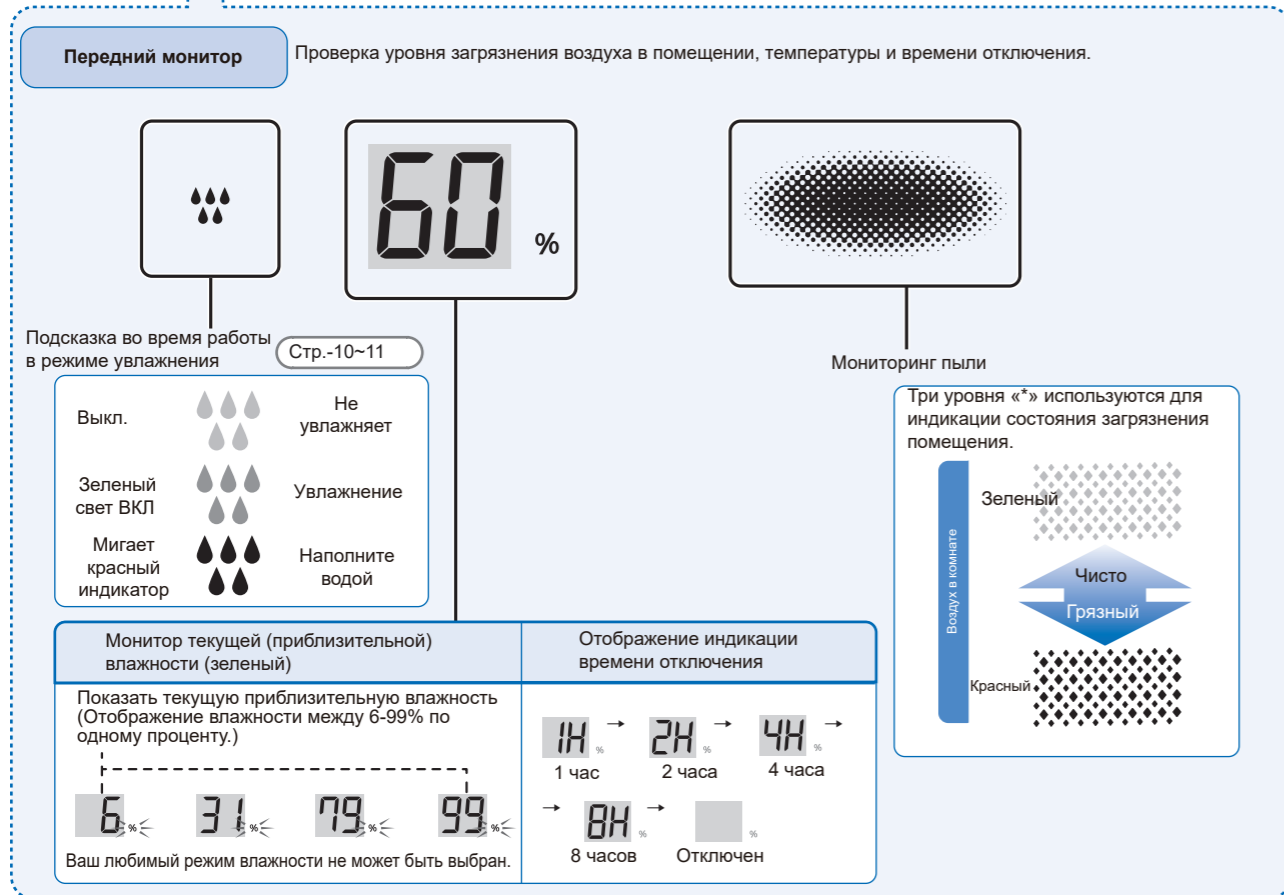 Передний монитор
Проверка уровня загрязнения воздуха в помещении, температуры и времени отключения.
60 %
Подсказка во время работы
в режиме увлажнения
Стр.-10~11
Выкл.
Не
увлажняет
Зеленый
свет ВКЛ
Увлажнение
Мигает
красный
индикатор
Наполните
водой
Мониторинг пыли
Три уровня «*» используются для
индикации состояния загрязнения
помещения.
Воздух в комнате
Зеленый
Чисто
Грязный
Красный
Монитор текущей (приблизительной)
влажности (зеленый)
Показать текущую приблизительную влажность
(Отображение влажности между 6-99% по
одному проценту.)
6 % 31 % 79 % 99 %
Ваш любимый режим влажности не может быть выбран.
Отображение индикации
времени отключения
1H % → 2H % → 4H % →
1 час 2 часа 4 часа
→ 8H % → %
8 часов Отключен